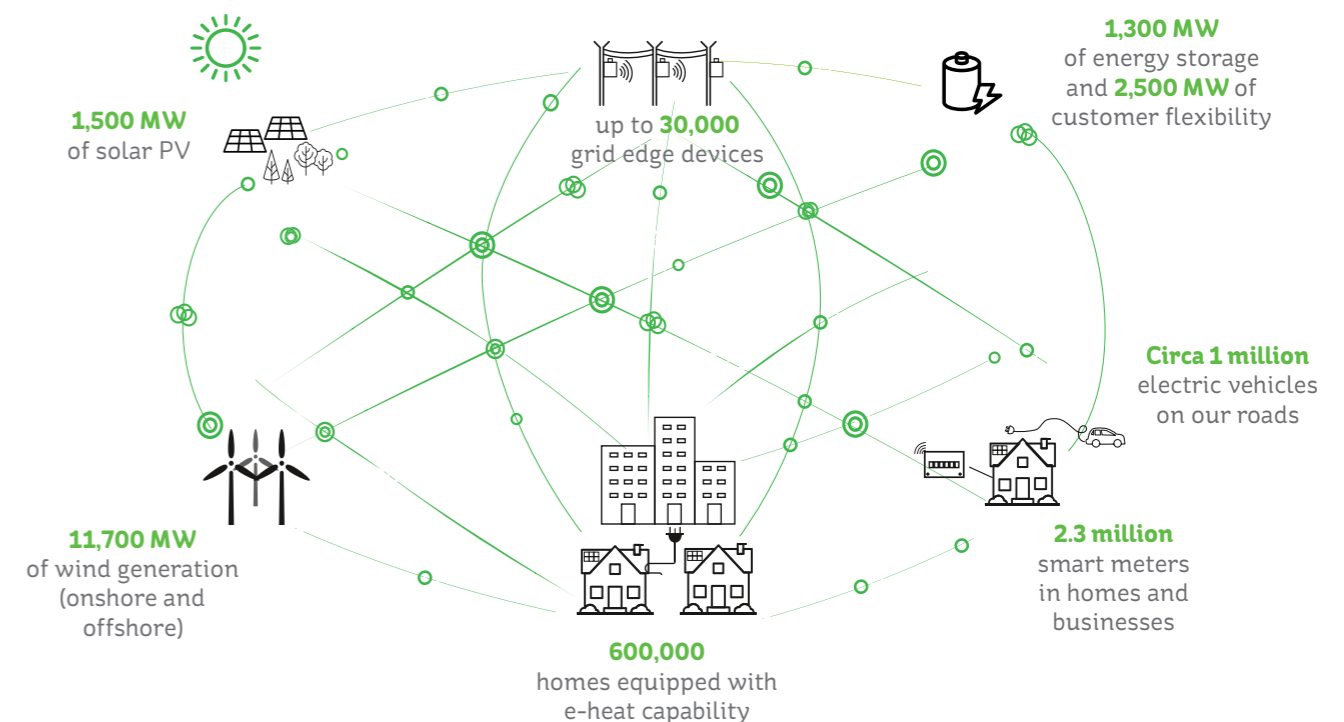 1,500 MW
of solar PV
up to 30,000
grid edge devices
1,300 MW
of energy storage
and 2,500 MW of
customer flexibility
Circa 1 million
electric vehicles
on our roads
11,700 MW
of wind generation
(onshore and
offshore)
2.3 million
smart meters
in homes and
businesses
600,000
homes equipped with
e-heat capability